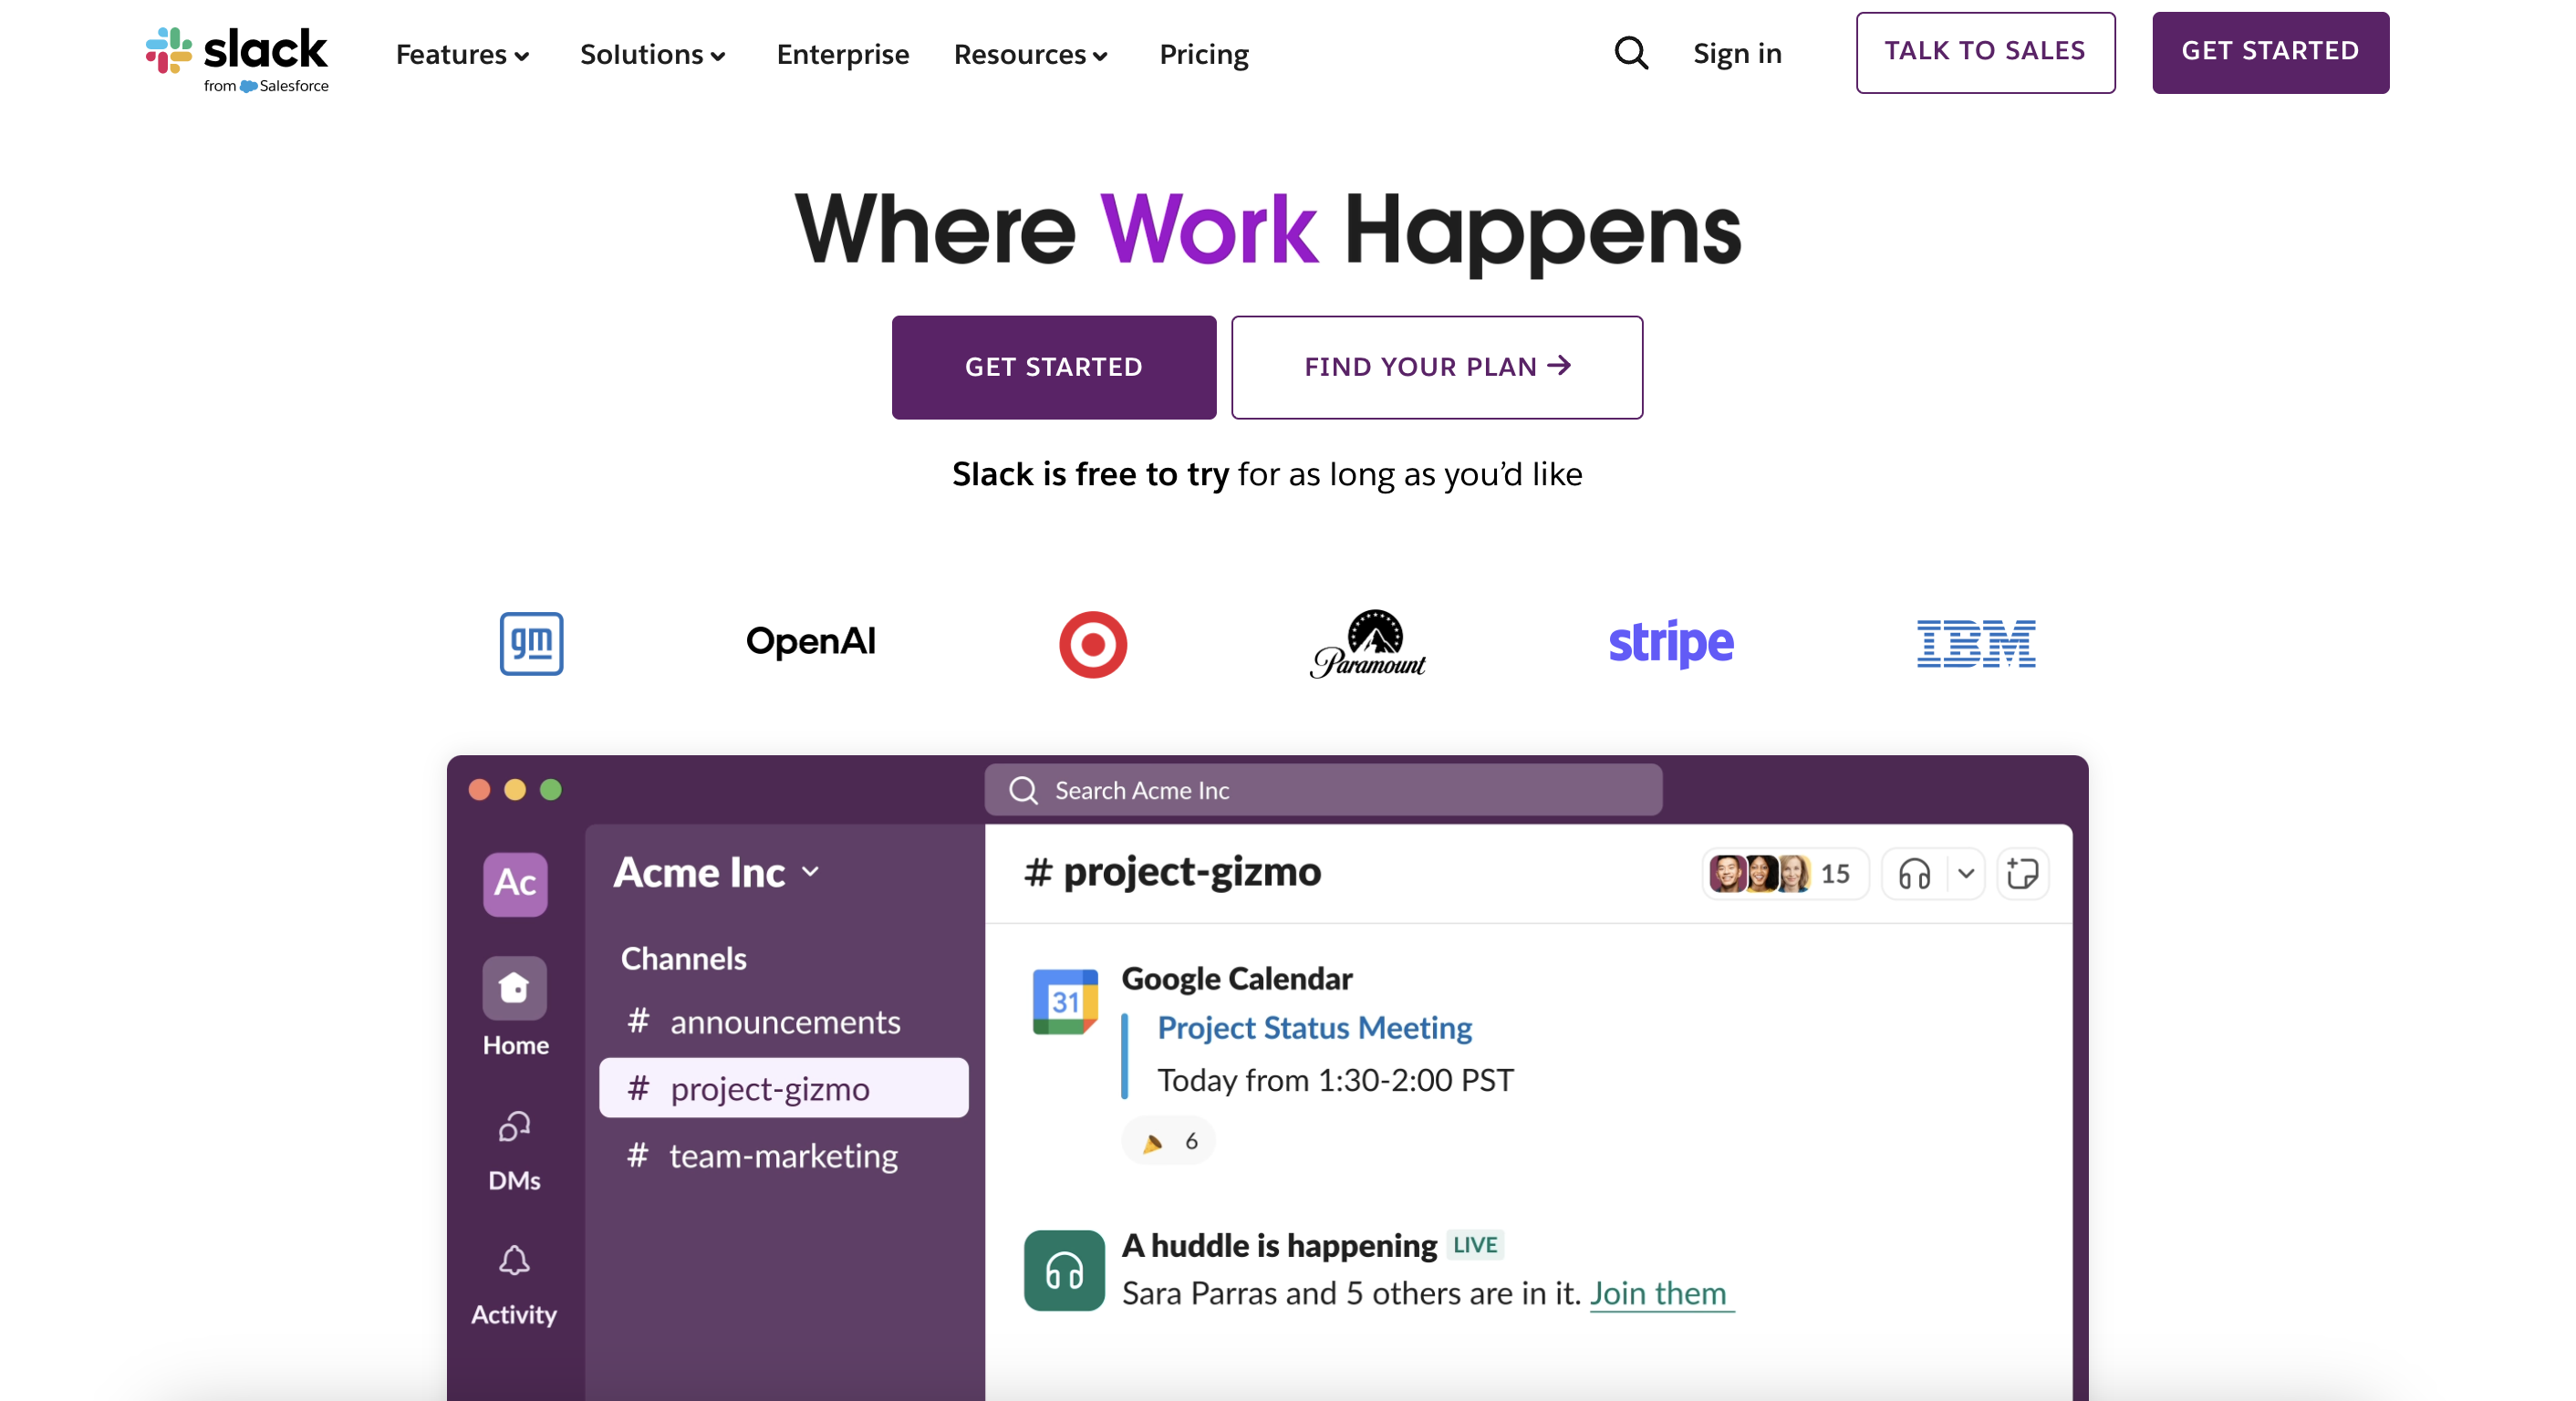 slack
from Salesforce
Features
Solutions
Enterprise
Resources
Pricing
Sign in
TALK TO SALES
GET STARTED
Where Work Happens
GET STARTED
FIND YOUR PLAN →
Slack is free to try for as long as you’d like
gm
OpenAI
Paramount
stripe
IBM
Search Acme Inc
Ac
Home
DMs
Activity
Acme Inc
Channels
# announcements
# project-gizmo
# team-marketing
# project-gizmo
15
31
Google Calendar
Project Status Meeting
Today from 1:30-2:00 PST
6
A huddle is happening LIVE
Sara Parras and 5 others are in it. Join them